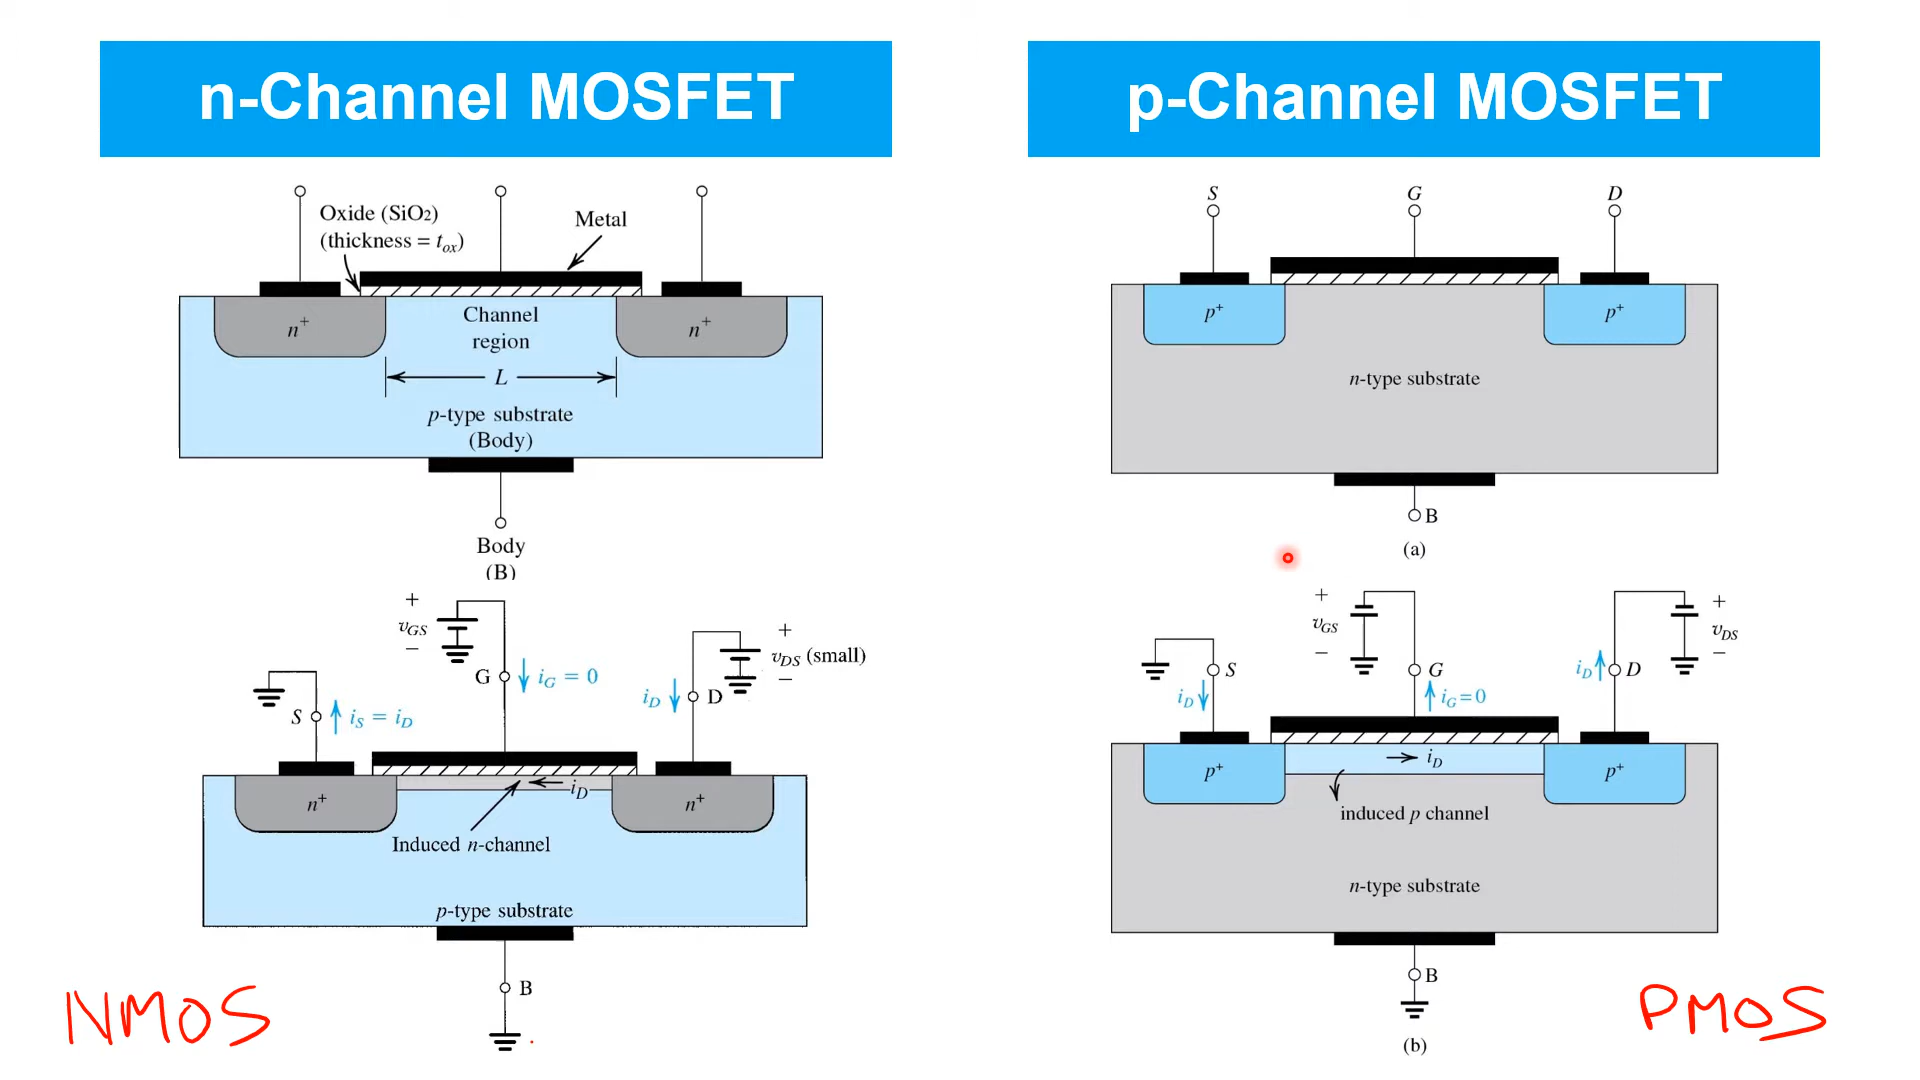 n-Channel MOSFET
Oxide (SiO2)
(thickness = tox)
Metal
n+
Channel
region
n+
L
p-type substrate
(Body)
Body
(B)
+
vGS
−
G
iG = 0
+
vDS (small)
−
iD
D
S
iS = iD
n+
iD
n+
Induced n-channel
p-type substrate
B
NMOS
p-Channel MOSFET
S
G
D
p+
p+
n-type substrate
B
(a)
+
vGS
−
+
vDS
−
S
iD
G
iG=0
iD
D
p+
iD
p+
induced p channel
n-type substrate
B
(b)
PMOS